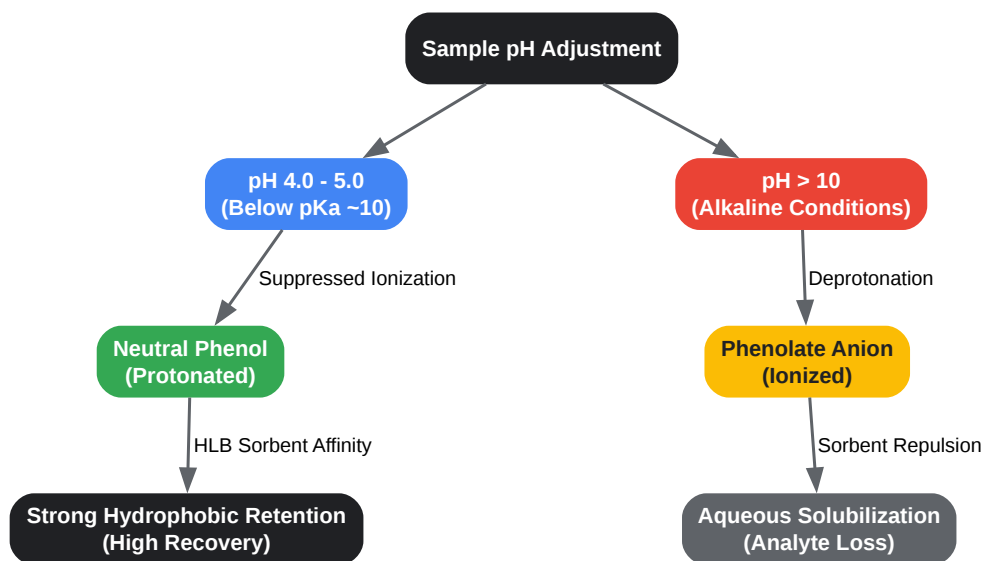 Sample pH Adjustment
pH 4.0 - 5.0
(Below pKa ~10)
pH > 10
(Alkaline Conditions)
Suppressed Ionization
Deprotonation
Neutral Phenol
(Protonated)
Phenolate Anion
(Ionized)
HLB Sorbent Affinity
Sorbent Repulsion
Strong Hydrophobic Retention
(High Recovery)
Aqueous Solubilization
(Analyte Loss)